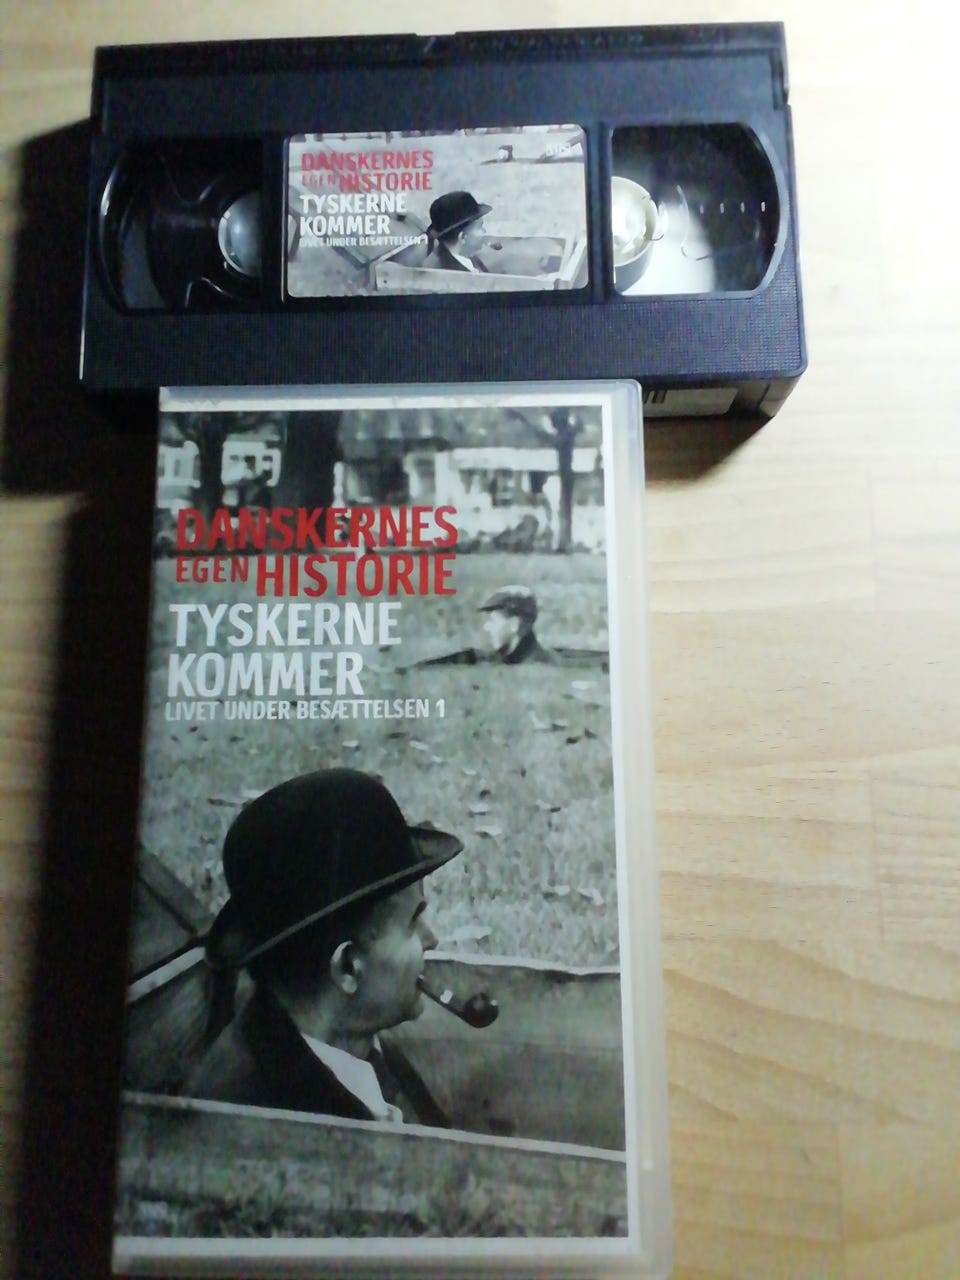 DANSKERNES
EGEN HISTORIE
TYSKERNE
KOMMER
LIVET UNDER BESÆTTELSEN 1
DANSKERNES
EGEN HISTORIE
TYSKERNE
KOMMER
LIVET UNDER BESÆTTELSEN 1